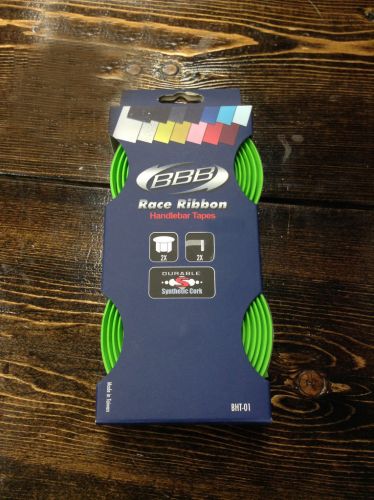 BBB
Race Ribbon
Handlebar Tapes
2X
2X
DURABLE
Synthetic Cork
Made in Taiwan
BHT-01